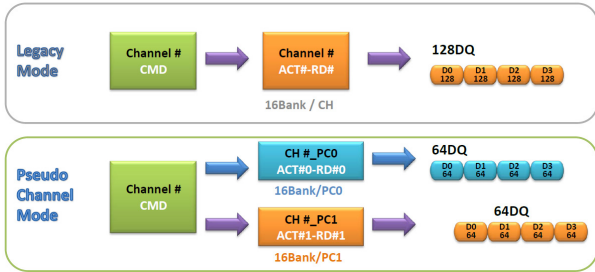 Legacy
Mode
Channel #
CMD
Channel #
ACT#-RD#
16Bank / CH
128DQ
D0 D1 D2 D3
128 128 128 128
Pseudo
Channel
Mode
Channel #
CMD
CH #_PC0
ACT#0-RD#0
16Bank/PC0
64DQ
D0 D1 D2 D3
64 64 64 64
CH #_PC1
ACT#1-RD#1
16Bank/PC1
64DQ
D0 D1 D2 D3
64 64 64 64